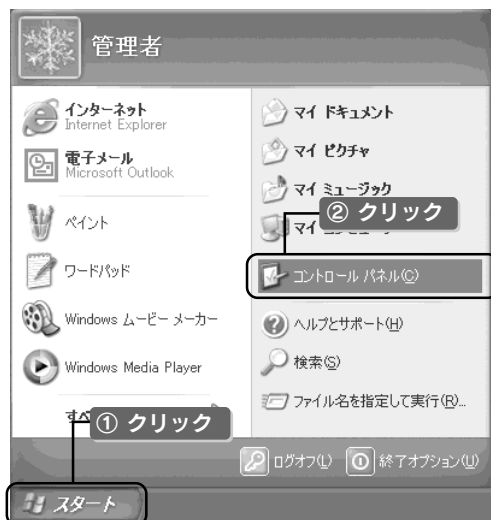 管理者
インターネット
Internet Explorer
電子メール
Microsoft Outlook
ペイント
ワードパッド
Windows ムービー メーカー
Windows Media Player
すべ
① クリック
マイ ドキュメント
マイ ピクチャ
マイ ミュージック
② クリック
マイ
コントロール パネル(C)
ヘルプとサポート(H)
検索(S)
ファイル名を指定して実行(R)...
ログオフ(L)
終了オプション(U)
スタート